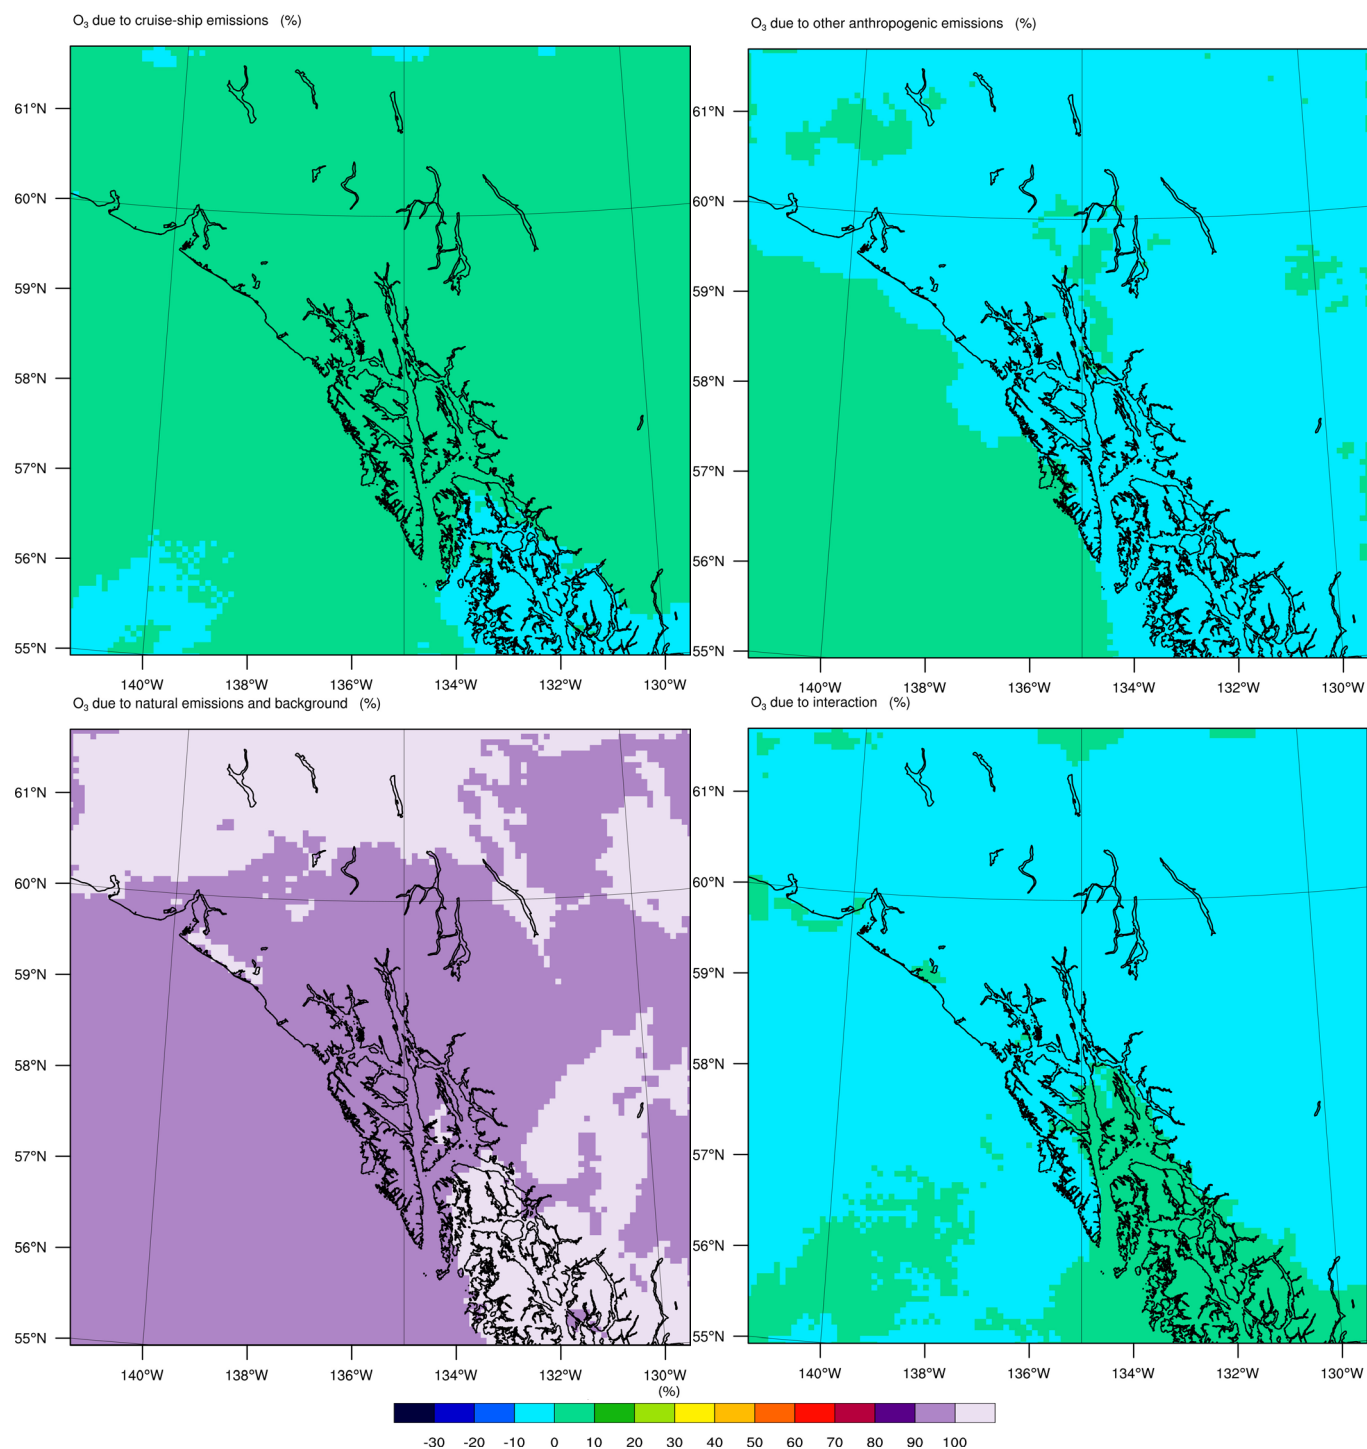 O₃ due to cruise-ship emissions (%)
O₃ due to other anthropogenic emissions (%)
61°N
60°N
59°N
58°N
57°N
56°N
55°N
140°W
138°W
136°W
134°W
132°W
130°W
61°N
60°N
59°N
58°N
57°N
56°N
55°N
140°W
138°W
136°W
134°W
132°W
130°W
O₃ due to natural emissions and background (%)
O₃ due to interaction (%)
61°N
60°N
59°N
58°N
57°N
56°N
55°N
140°W
138°W
136°W
134°W
132°W
130°W
61°N
60°N
59°N
58°N
57°N
56°N
55°N
140°W
138°W
136°W
134°W
132°W
130°W
(%)
-30 -20 -10 0 10 20 30 40 50 60 70 80 90 100